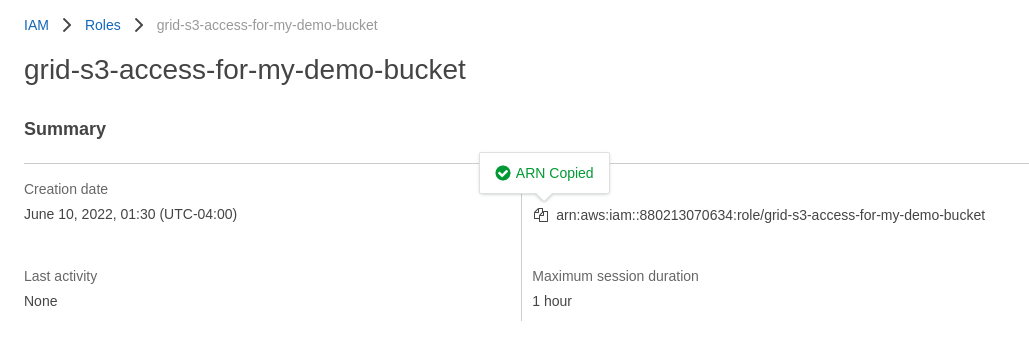 IAM > Roles > grid-s3-access-for-my-demo-bucket
grid-s3-access-for-my-demo-bucket
Summary
ARN Copied
Creation date
June 10, 2022, 01:30 (UTC-04:00)
arn:aws:iam::880213070634:role/grid-s3-access-for-my-demo-bucket
Last activity
None
Maximum session duration
1 hour